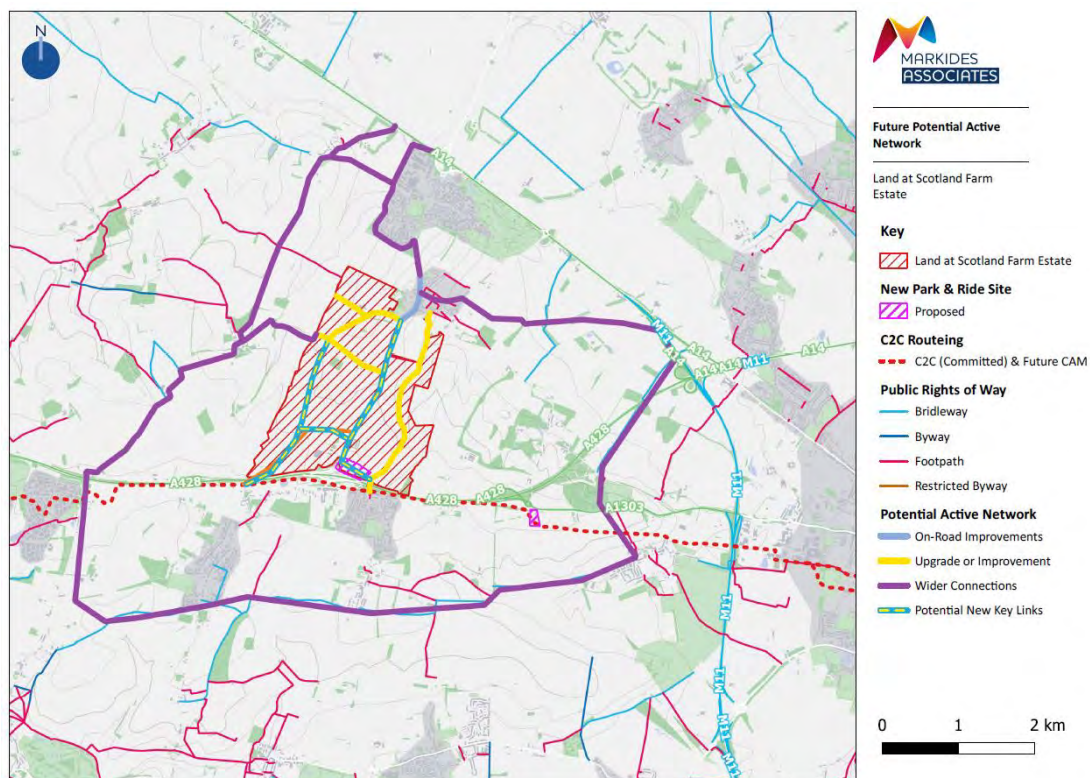 N
A14
M11
A14
A14
A14
A14
M11
A14
A428
A428
A428
A428
A1303
M11
M11
M11
M11
M11
M11
MARKIDES
ASSOCIATES
Future Potential Active
Network
Land at Scotland Farm
Estate
Key
Land at Scotland Farm Estate
New Park & Ride Site
Proposed
C2C Routeing
C2C (Committed) & Future CAM
Public Rights of Way
Bridleway
Byway
Footpath
Restricted Byway
Potential Active Network
On-Road Improvements
Upgrade or Improvement
Wider Connections
Potential New Key Links
0 1 2 km